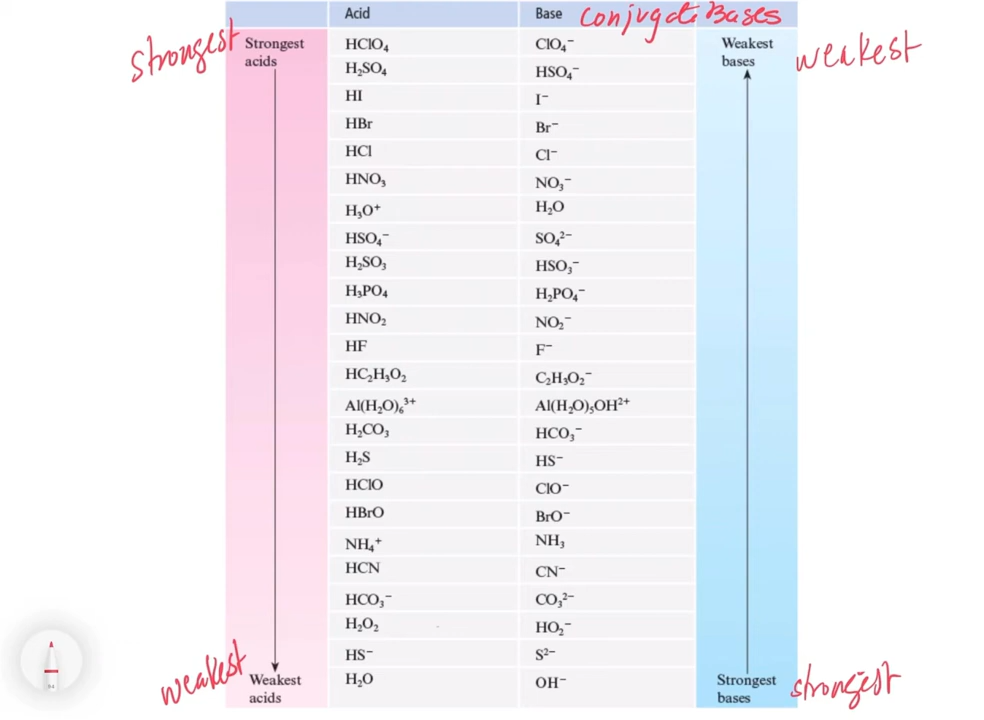 Acid Base conjugate Bases
strongest Strongest acids HClO₄ ClO₄⁻ Weakest bases weakest
H₂SO₄ HSO₄⁻
HI I⁻
HBr Br⁻
HCl Cl⁻
HNO₃ NO₃⁻
H₃O⁺ H₂O
HSO₄⁻ SO₄²⁻
H₂SO₃ HSO₃⁻
H₃PO₄ H₂PO₄⁻
HNO₂ NO₂⁻
HF F⁻
HC₂H₃O₂ C₂H₃O₂⁻
Al(H₂O)₆³⁺ Al(H₂O)₅OH²⁺
H₂CO₃ HCO₃⁻
H₂S HS⁻
HClO ClO⁻
HBrO BrO⁻
NH₄⁺ NH₃
HCN CN⁻
HCO₃⁻ CO₃²⁻
H₂O₂ HO₂⁻
HS⁻ S²⁻
weakest Weakest acids H₂O OH⁻ Strongest bases strongest